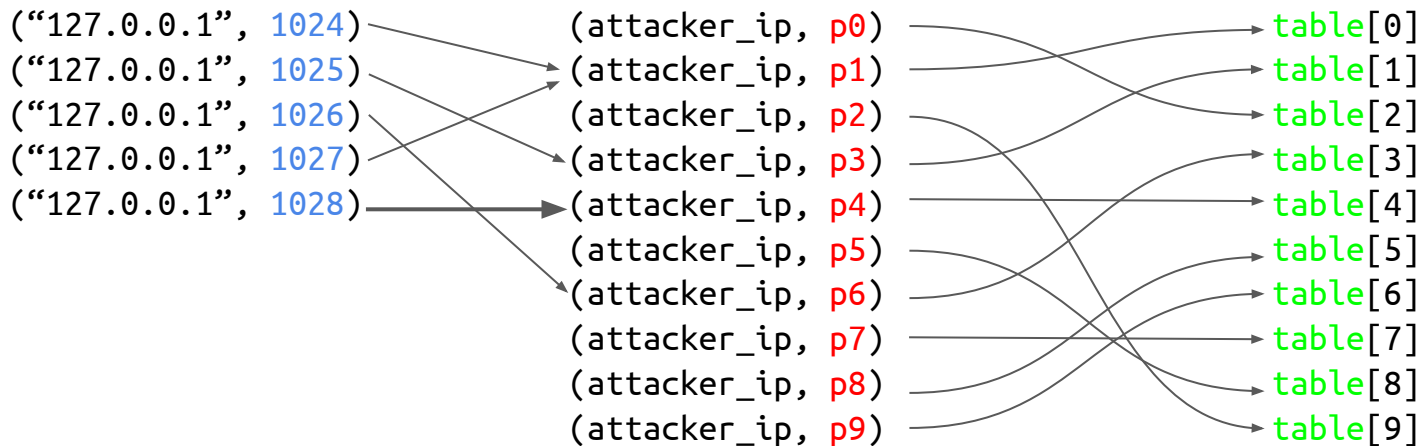 (“127.0.0.1”, 1024) (attacker_ip, p0) table[0]
(“127.0.0.1”, 1025) (attacker_ip, p1) table[1]
(“127.0.0.1”, 1026) (attacker_ip, p2) table[2]
(“127.0.0.1”, 1027) (attacker_ip, p3) table[3]
(“127.0.0.1”, 1028) (attacker_ip, p4) table[4]
(attacker_ip, p5) table[5]
(attacker_ip, p6) table[6]
(attacker_ip, p7) table[7]
(attacker_ip, p8) table[8]
(attacker_ip, p9) table[9]